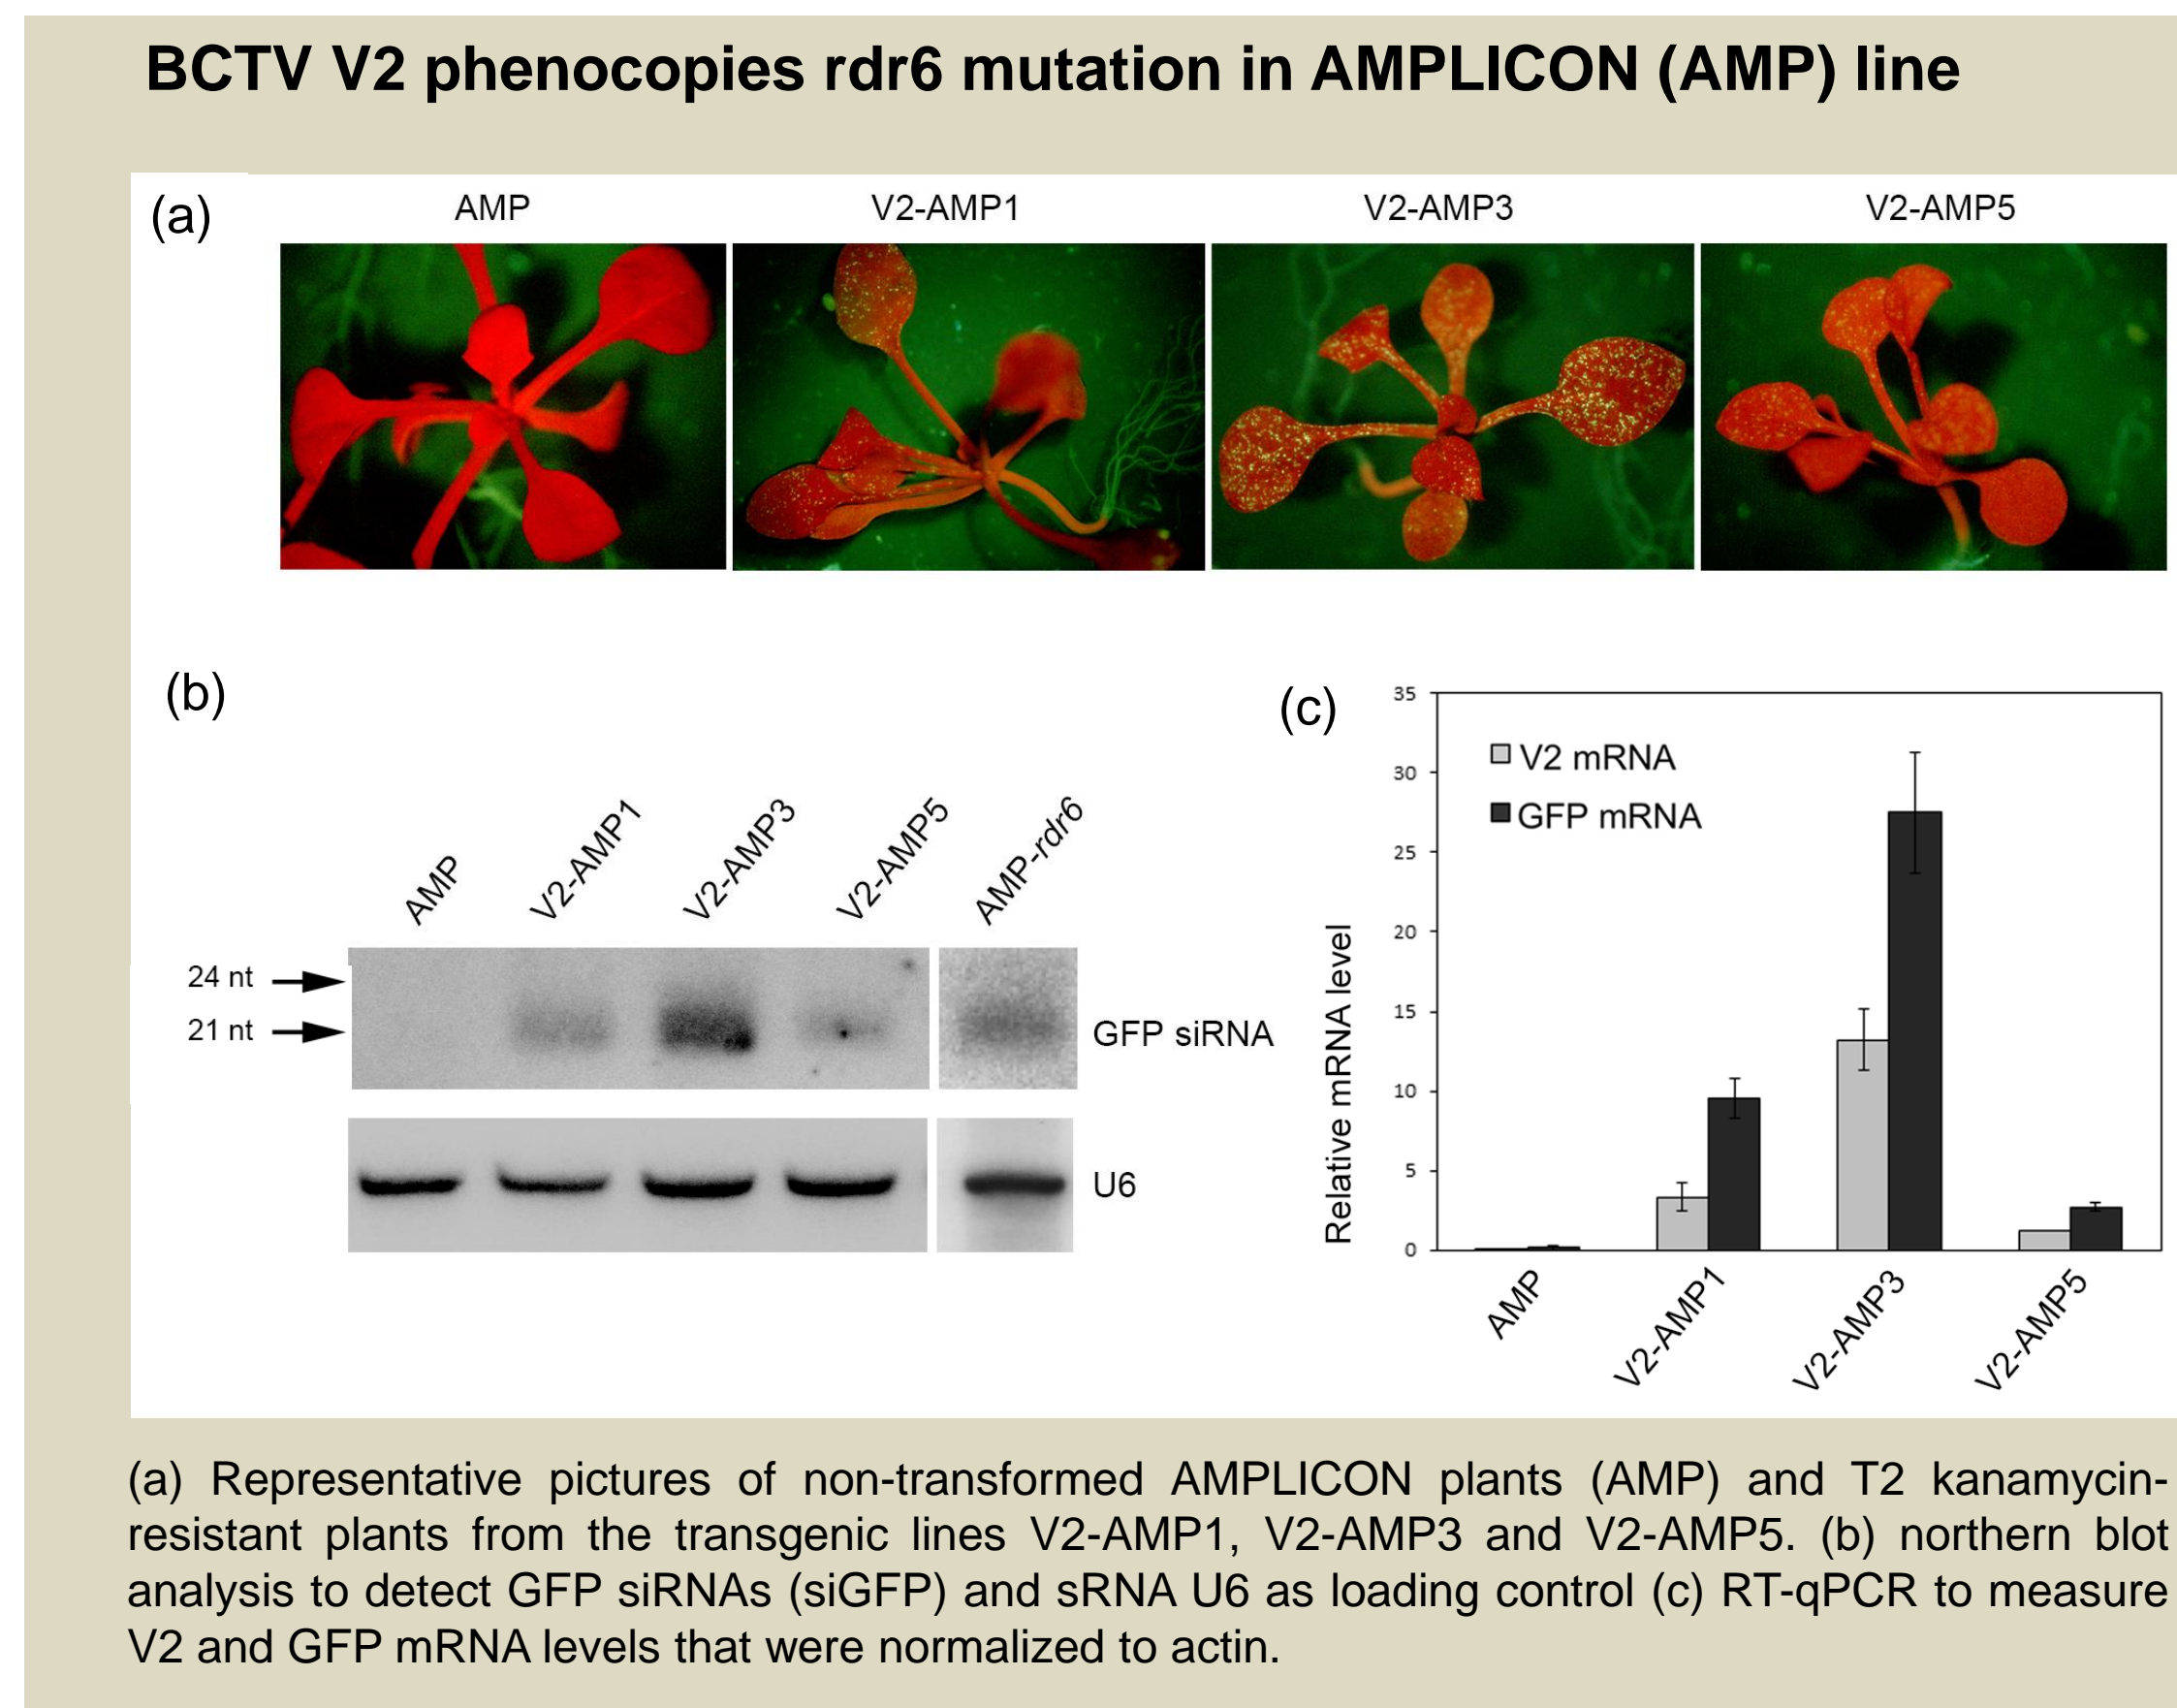 BCTV V2 phenocopies rdr6 mutation in AMPLICON (AMP) line
(a)
AMP
V2-AMP1
V2-AMP3
V2-AMP5
(b)
AMP
V2-AMP1
V2-AMP3
V2-AMP5
AMP-rdr6
24 nt
21 nt
GFP siRNA
U6
(c)
35
30
25
20
15
10
5
0
V2 mRNA
GFP mRNA
Relative mRNA level
AMP
V2-AMP1
V2-AMP3
V2-AMP5
(a) Representative pictures of non-transformed AMPLICON plants (AMP) and T2 kanamycin-
resistant plants from the transgenic lines V2-AMP1, V2-AMP3 and V2-AMP5. (b) northern blot
analysis to detect GFP siRNAs (siGFP) and sRNA U6 as loading control (c) RT-qPCR to measure
V2 and GFP mRNA levels that were normalized to actin.